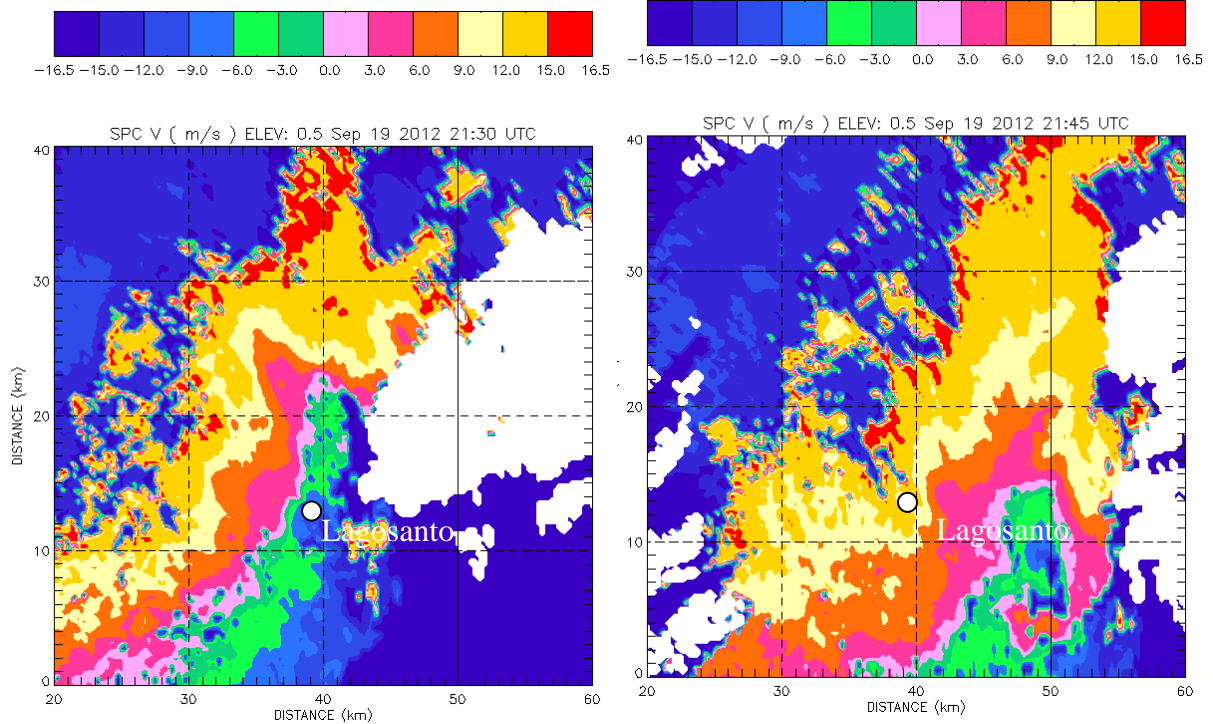 −16.5 −12.0 −9.0 −6.0 −3.0 0.0 3.0 6.0 9.0 12.0 15.0 16.5
SPC V ( m/s ) ELEV: 0.5 Sep 19 2012 21:30 UTC
40
30
20
10
0
DISTANCE (km)
Lagosanto
20 30 40 50 60
DISTANCE (km)
−16.5 −15.0 −12.0 −9.0 −6.0 −3.0 0.0 3.0 6.0 9.0 12.0 15.0 16.5
SPC V ( m/s ) ELEV: 0.5 Sep 19 2012 21:45 UTC
40
30
20
10
0
DISTANCE (km)
Lagosanto
20 30 40 50 60
DISTANCE (km)